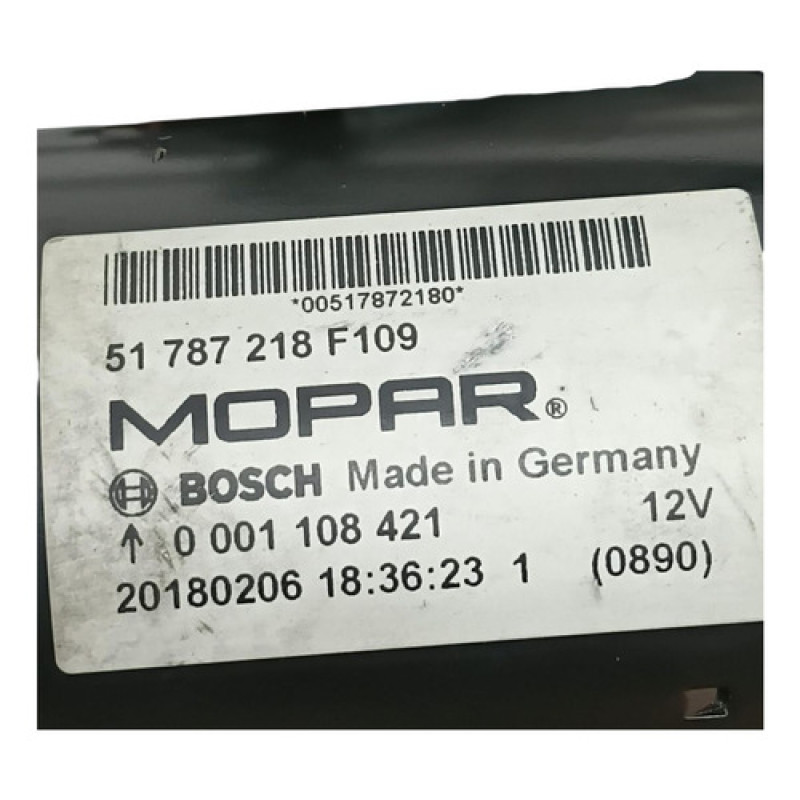 *00517872180*
51 787 218 F109
MOPAR®
BOSCH Made in Germany
↑ 0 001 108 421 12V
20180206 18:36:23 1 (0890)